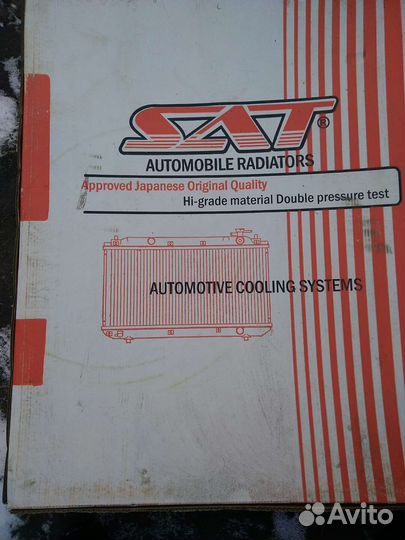 SAT®
AUTOMOBILE RADIATORS
Approved Japanese Original Quality
Hi-grade material Double pressure test
AUTOMOTIVE COOLING SYSTEMS
Avito